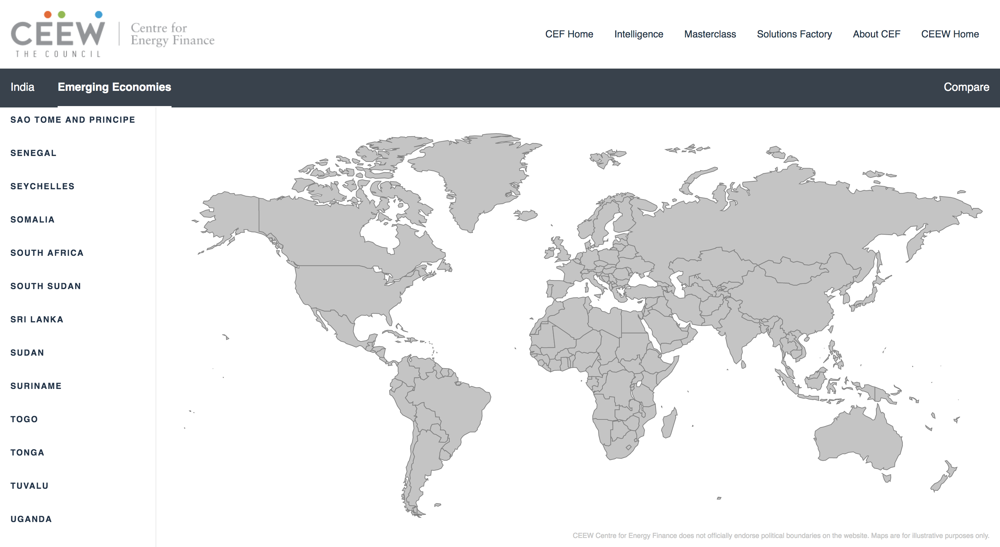 CEEW
THE COUNCIL
Centre for
Energy Finance
CEF Home
Intelligence
Masterclass
Solutions Factory
About CEF
CEEW Home
India
Emerging Economies
Compare
SAO TOME AND PRINCIPE
SENEGAL
SEYCHELLES
SOMALIA
SOUTH AFRICA
SOUTH SUDAN
SRI LANKA
SUDAN
SURINAME
TOGO
TONGA
TUVALU
UGANDA
CEEW Centre for Energy Finance does not officially endorse political boundaries on the website. Maps are for illustrative purposes only.